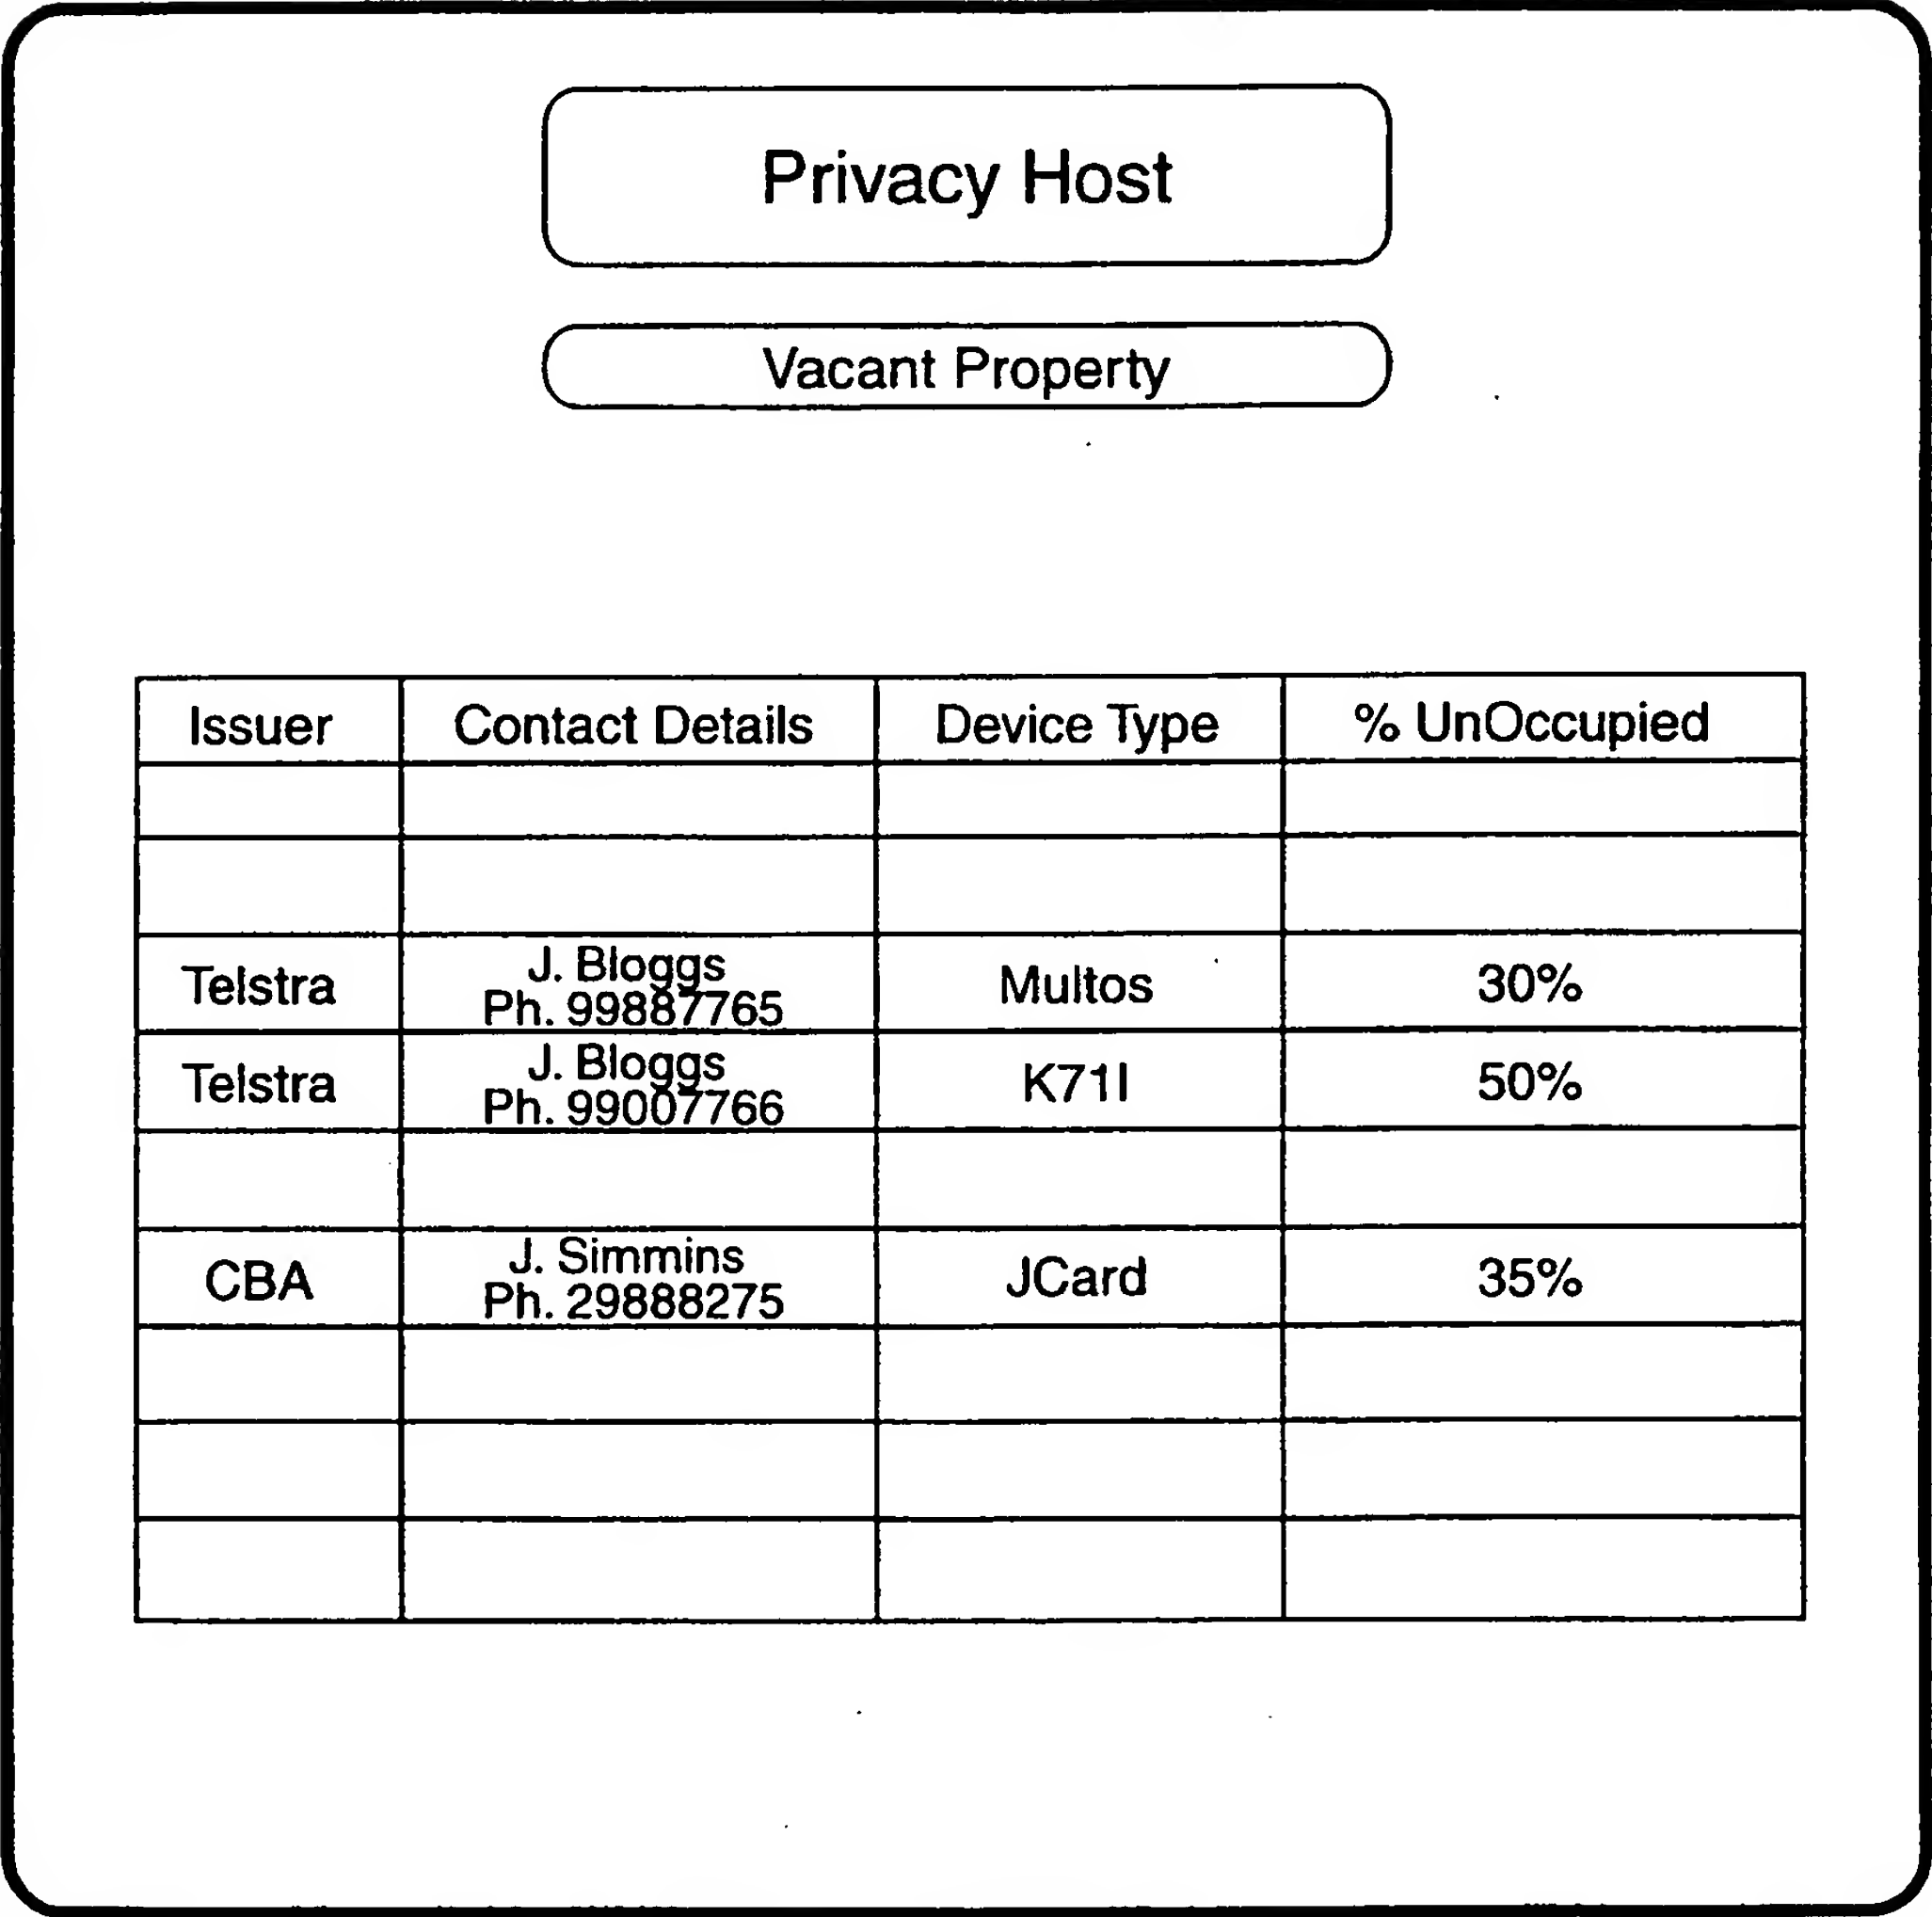 Privacy Host
Vacant Property
Issuer Contact Details Device Type % UnOccupied
Telstra J. Bloggs Ph. 99887765 Multos 30%
Telstra J. Bloggs Ph. 99007766 K71I 50%
CBA J. Simmins Ph. 29888275 JCard 35%